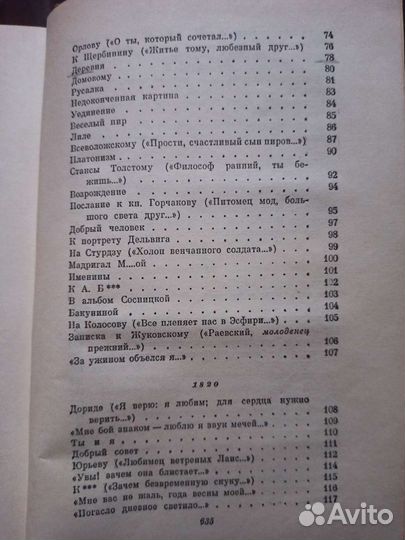 Орлову («О ты, который сочетал...») . . . . . 74
К Щербинину («Житье тому, любезный друг...») 76
Деревня . . . . . 78
Домовому . . . . . 80
Русалка . . . . . 81
Недоконченная картина . . . . . 83
Уединение . . . . . 84
Веселый пир . . . . . 85
Лиле . . . . . 86
Всеволожскому («Прости, счастливый сын пиров...») 87
Платонизм . . . . . 90
Стансы Толстому («Философ ранний, ты бе-
жишь...») . . . . . 92
Возрождение . . . . . 94
Послание к кн. Горчакову («Питомец мод, боль-
шого света друг...») . . . . . 95
Добрый человек . . . . . 97
К портрету Дельвига . . . . . 98
На Стурдзу («Холоп венчанного солдата...») . . 99
Мадригал М....ой . . . . . 100
Именины . . . . . 101
К А. Б*** . . . . . 102
В альбом Сосницкой . . . . . 103
Бакуниной . . . . . 104
На Колосову («Все пленяет нас в Эсфири...») . . 105
Записка к Жуковскому («Раевский, молоденец
прежний...») . . . . . 106
«За ужином объелся я...» . . . . . 107
1820
Дориде («Я верю: я любим; для сердца нужно
верить...») . . . . . 108
«Мне бой знаком — люблю я звук мечей...» . . . 109
Ты и я . . . . . 110
Добрый совет . . . . . 111
Юрьеву («Любимец ветреных Лаис...») . . . . . 112
«Увы! зачем она блистает...» . . . . . 114
К*** («Зачем безвременную скуку...») . . . . . 115
«Мне вас не жаль, года весны моей...» . . . . . 116
«Погасло дневное светило...» . . . . . 117
635
Avito